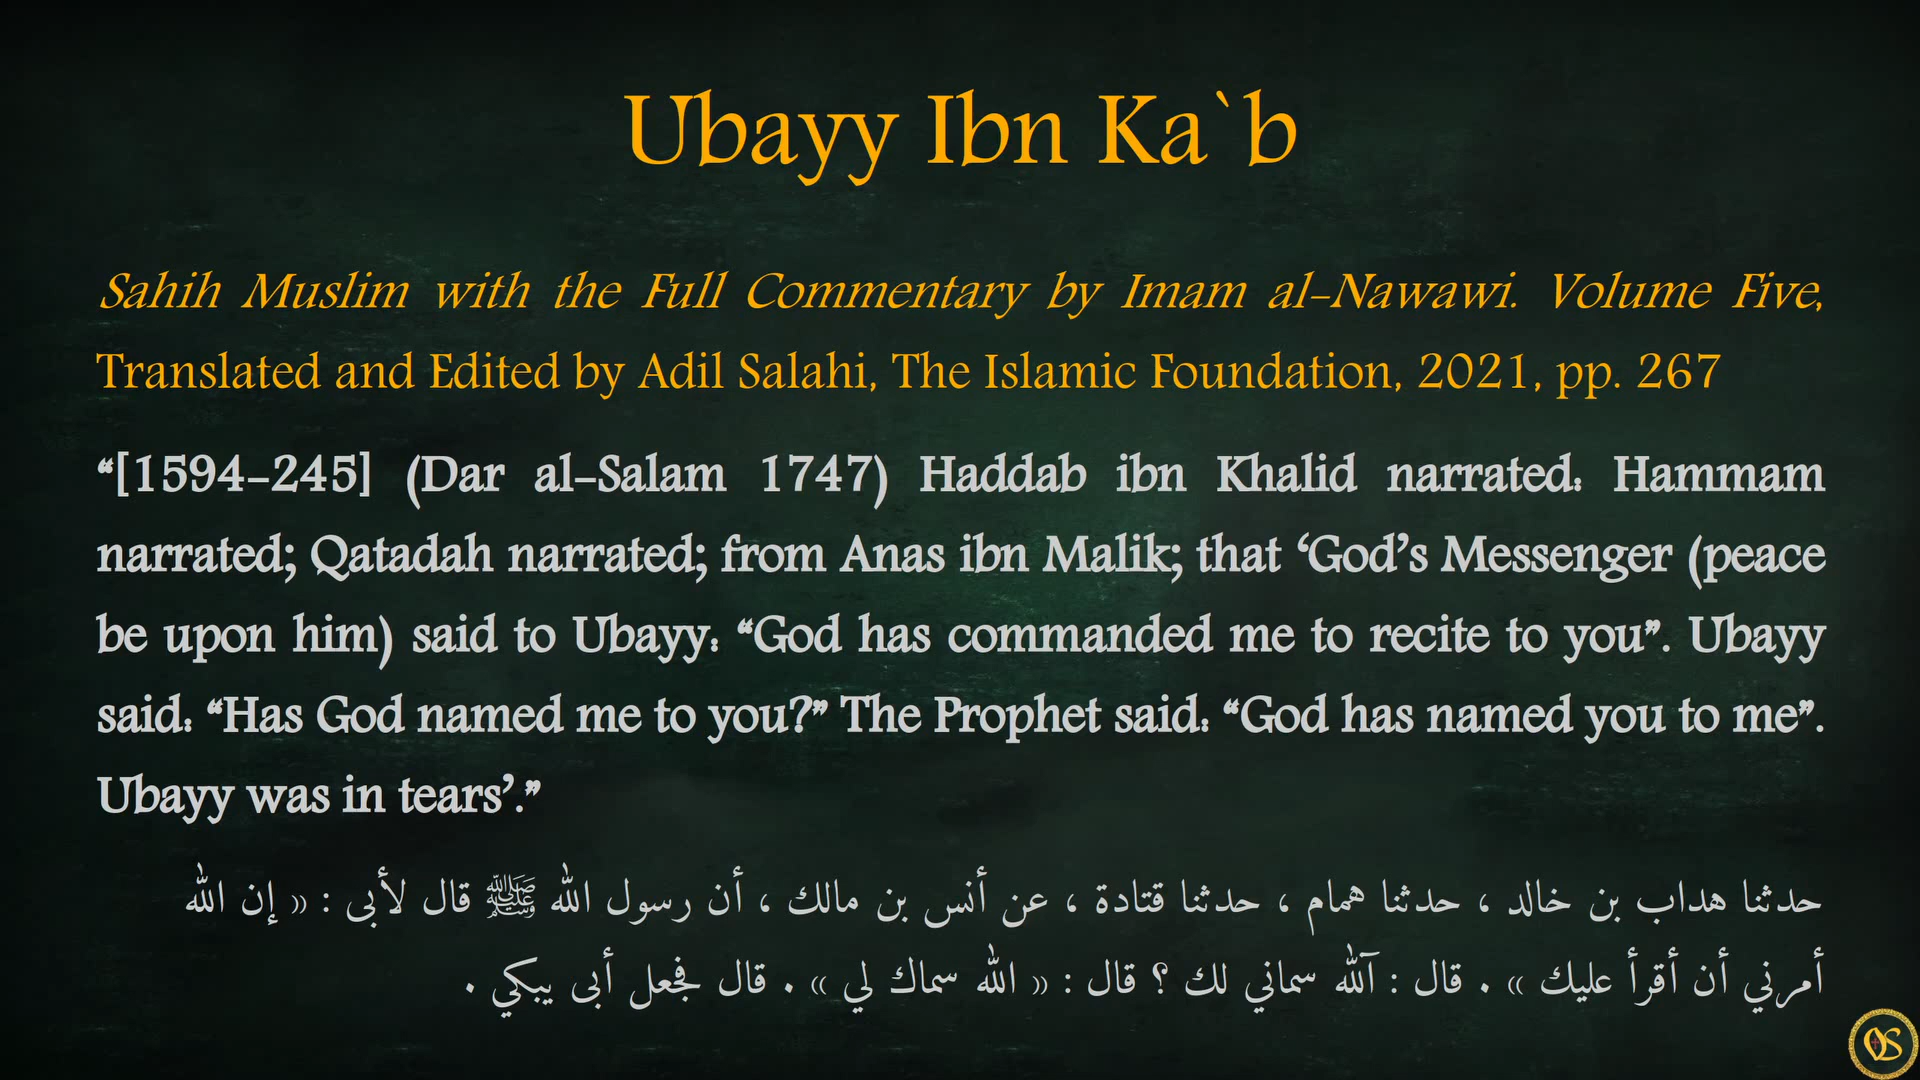 Ubayy Ibn Ka`b
Sahih Muslim with the Full Commentary by Imam al-Nawawi. Volume Five,
Translated and Edited by Adil Salahi, The Islamic Foundation, 2021, pp. 267
“[1594-245] (Dar al-Salam 1747) Haddab ibn Khalid narrated: Hammam
narrated; Qatadah narrated; from Anas ibn Malik; that ‘God’s Messenger (peace
be upon him) said to Ubayy: “God has commanded me to recite to you”. Ubayy
said: “Has God named me to you?” The Prophet said: “God has named you to me”.
Ubayy was in tears’.”
حدثنا هداب بن خالد ، حدثنا همام ، حدثنا قتادة ، عن أنس بن مالك ، أن رسول الله ﷺ قال لأبى : « إن الله
أمرني أن أقرأ عليك » . قال : آلله سماني لك ؟ قال : « الله سماك لي » . قال فجعل أبى يبكي .